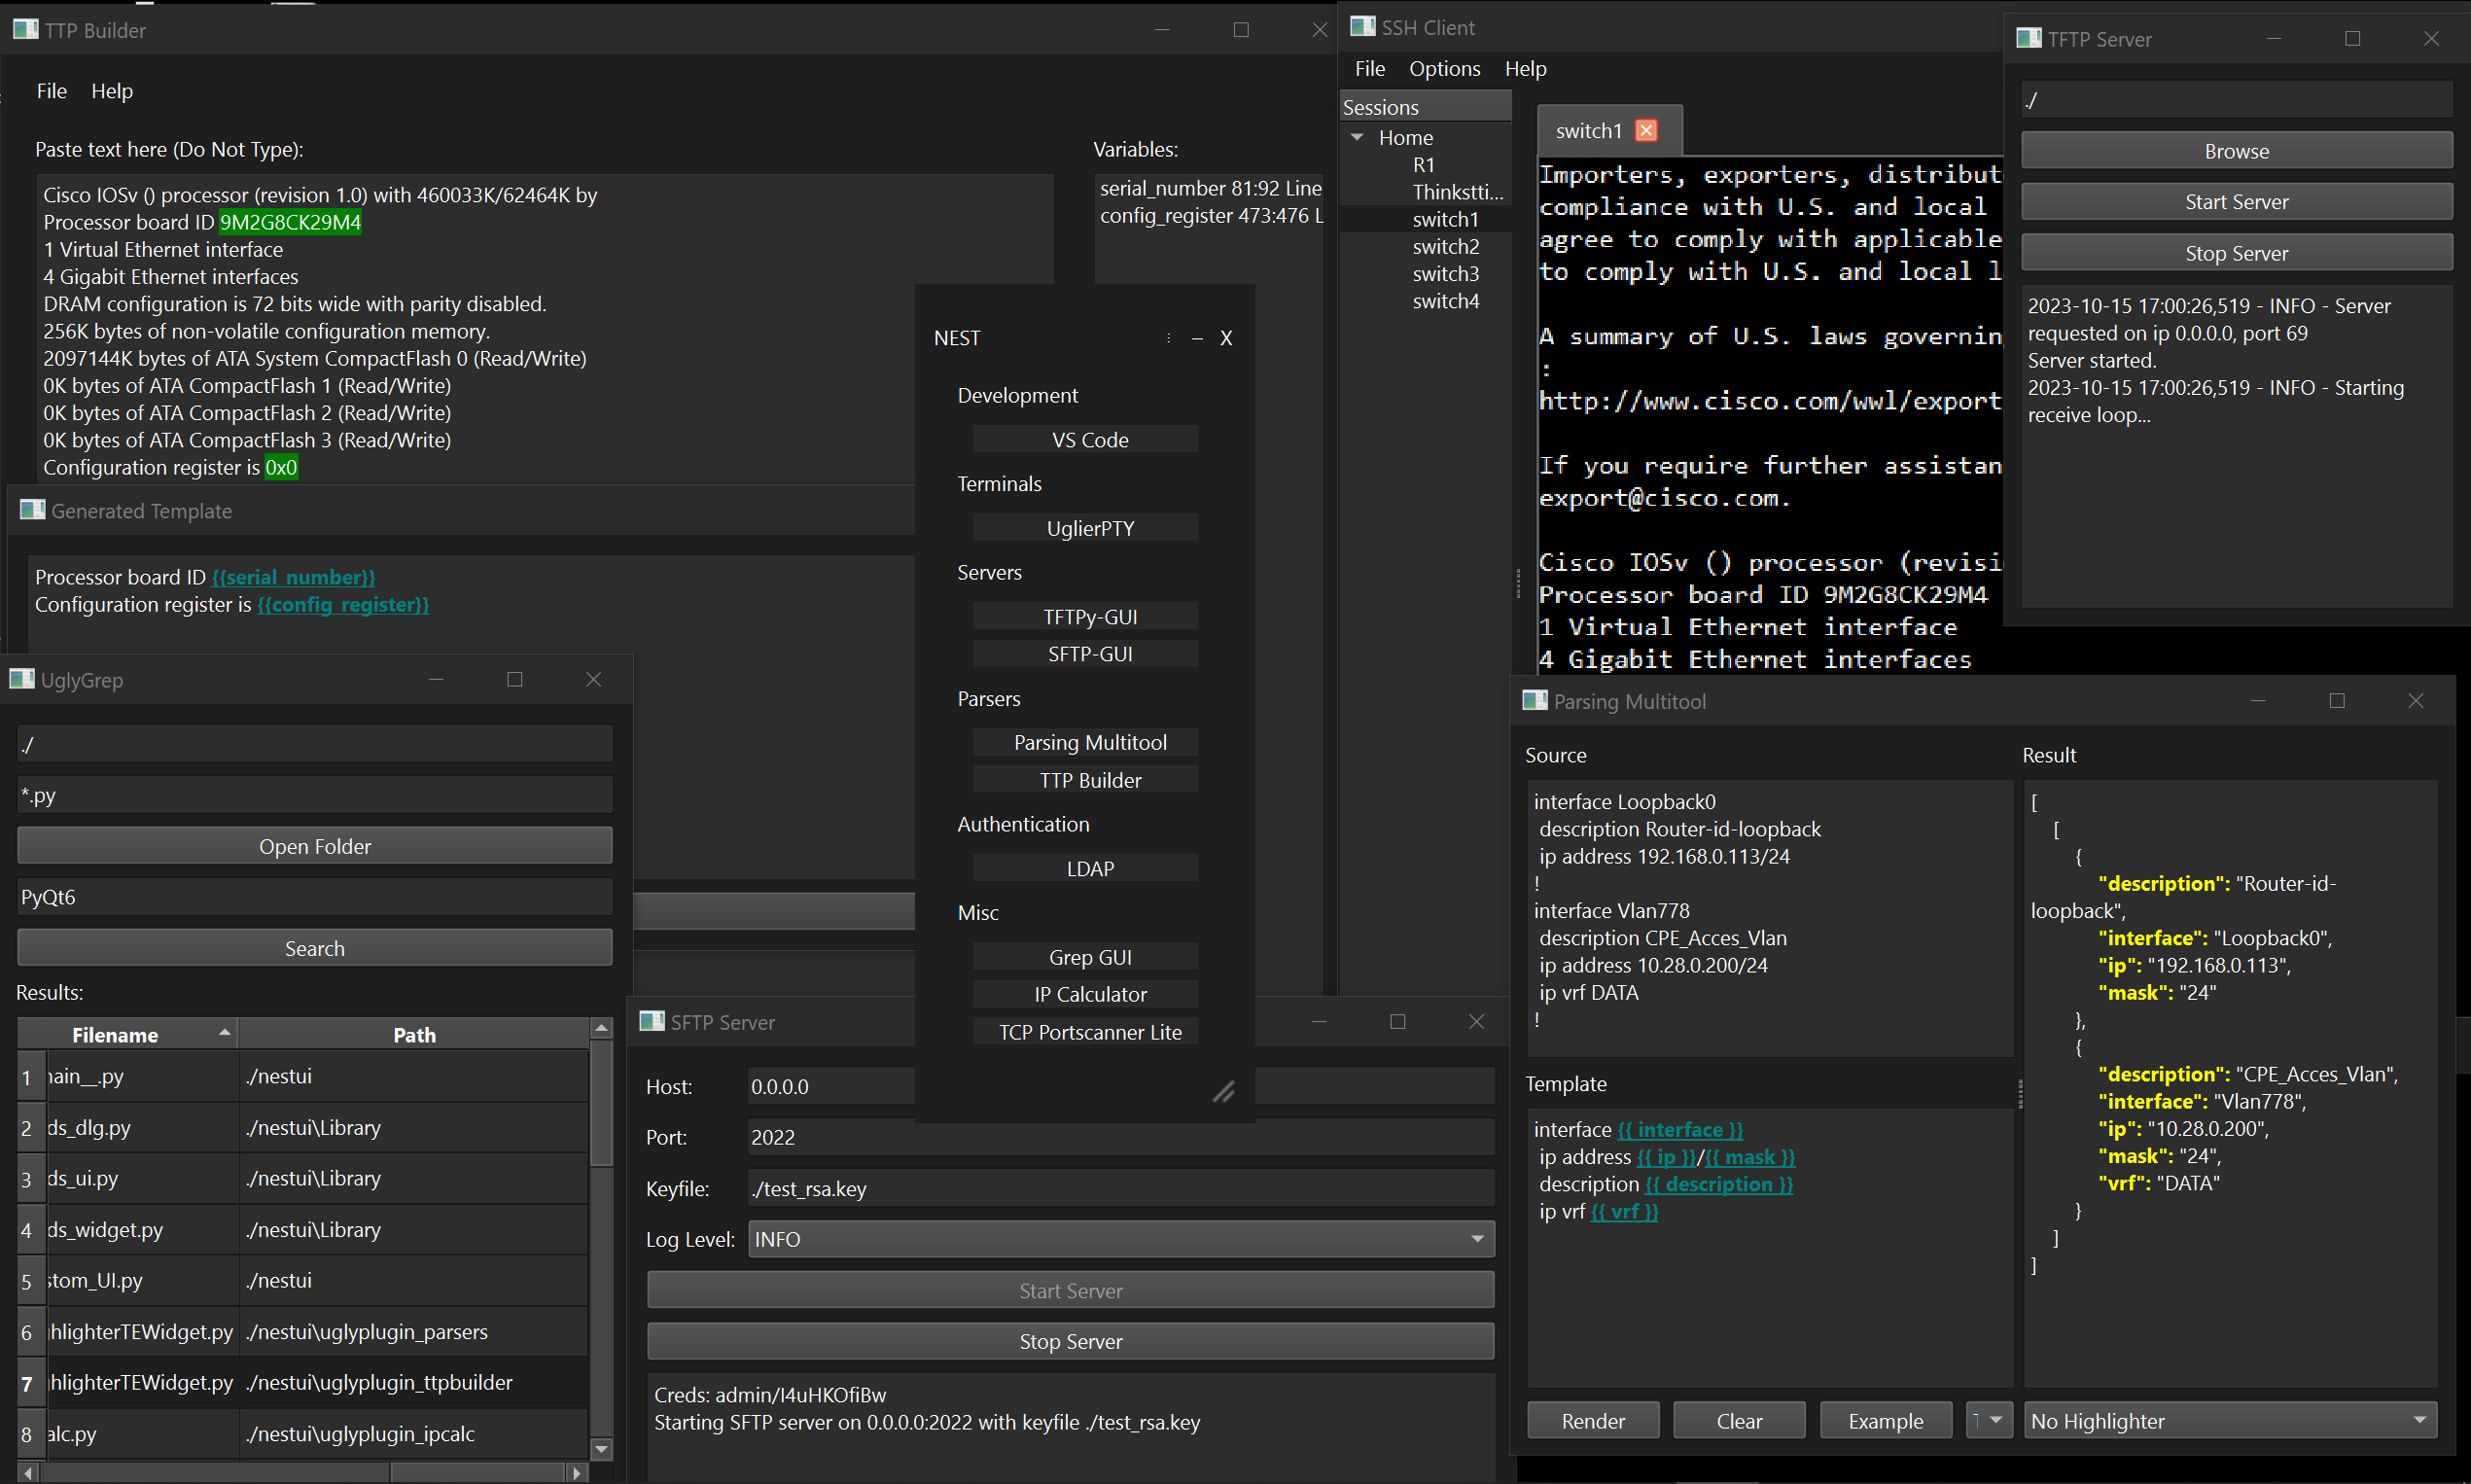 TTP Builder
File Help
Paste text here (Do Not Type):
Cisco IOSv () processor (revision 1.0) with 460033K/62464K by
Processor board ID 9M2G8CK29M4
1 Virtual Ethernet interface
4 Gigabit Ethernet interfaces
DRAM configuration is 72 bits wide with parity disabled.
256K bytes of non-volatile configuration memory.
2097144K bytes of ATA System CompactFlash 0 (Read/Write)
0K bytes of ATA CompactFlash 1 (Read/Write)
0K bytes of ATA CompactFlash 2 (Read/Write)
0K bytes of ATA CompactFlash 3 (Read/Write)
Configuration register is 0x0
Variables:
serial_number 81:92 Line
config_register 473:476 L
Generated Template
Processor board ID {{serial_number}}
Configuration register is {{config_register}}
UglyGrep
./
*.py
Open Folder
PyQt6
Search
Results:
Filename Path
1 ain__.py ./nestui
2 ds_dlg.py ./nestui\Library
3 ds_ui.py ./nestui\Library
4 ds_widget.py ./nestui\Library
5 stom_UI.py ./nestui
6 hlighterTEWidget.py ./nestui\uglyplugin_parsers
7 hlighterTEWidget.py ./nestui\uglyplugin_ttpbuilder
8 alc.py ./nestui\uglyplugin_ipcalc
NEST
X
Development
VS Code
Terminals
UglierPTY
Servers
TFTPy-GUI
SFTP-GUI
Parsers
Parsing Multitool
TTP Builder
Authentication
LDAP
Misc
Grep GUI
IP Calculator
TCP Portscanner Lite
SFTP Server
Host: 0.0.0.0
Port: 2022
Keyfile: ./test_rsa.key
Log Level: INFO
Start Server
Stop Server
Creds: admin/I4uHKOfiBw
Starting SFTP server on 0.0.0.0:2022 with keyfile ./test_rsa.key
SSH Client
File Options Help
Sessions
Home
R1
Thinkstti...
switch1
switch2
switch3
switch4
switch1
Importers, exporters, distribut
compliance with U.S. and local
agree to comply with applicable
to comply with U.S. and local l
A summary of U.S. laws governin
:
http://www.cisco.com/wwl/export
If you require further assistan
export@cisco.com.
Cisco IOSv () processor (revisi
Processor board ID 9M2G8CK29M4
1 Virtual Ethernet interface
4 Gigabit Ethernet interfaces
TFTP Server
./
Browse
Start Server
Stop Server
2023-10-15 17:00:26,519 - INFO - Server
requested on ip 0.0.0.0, port 69
Server started.
2023-10-15 17:00:26,519 - INFO - Starting
receive loop...
Parsing Multitool
Source
interface Loopback0
description Router-id-loopback
ip address 192.168.0.113/24
!
interface Vlan778
description CPE_Acces_Vlan
ip address 10.28.0.200/24
ip vrf DATA
!
Template
interface {{ interface }}
ip address {{ ip }}/{{ mask }}
description {{ description }}
ip vrf {{ vrf }}
Render Clear Example
Result
[
[
{
"description": "Router-id-
loopback",
"interface": "Loopback0",
"ip": "192.168.0.113",
"mask": "24"
},
{
"description": "CPE_Acces_Vlan",
"interface": "Vlan778",
"ip": "10.28.0.200",
"mask": "24",
"vrf": "DATA"
}
]
]
No Highlighter